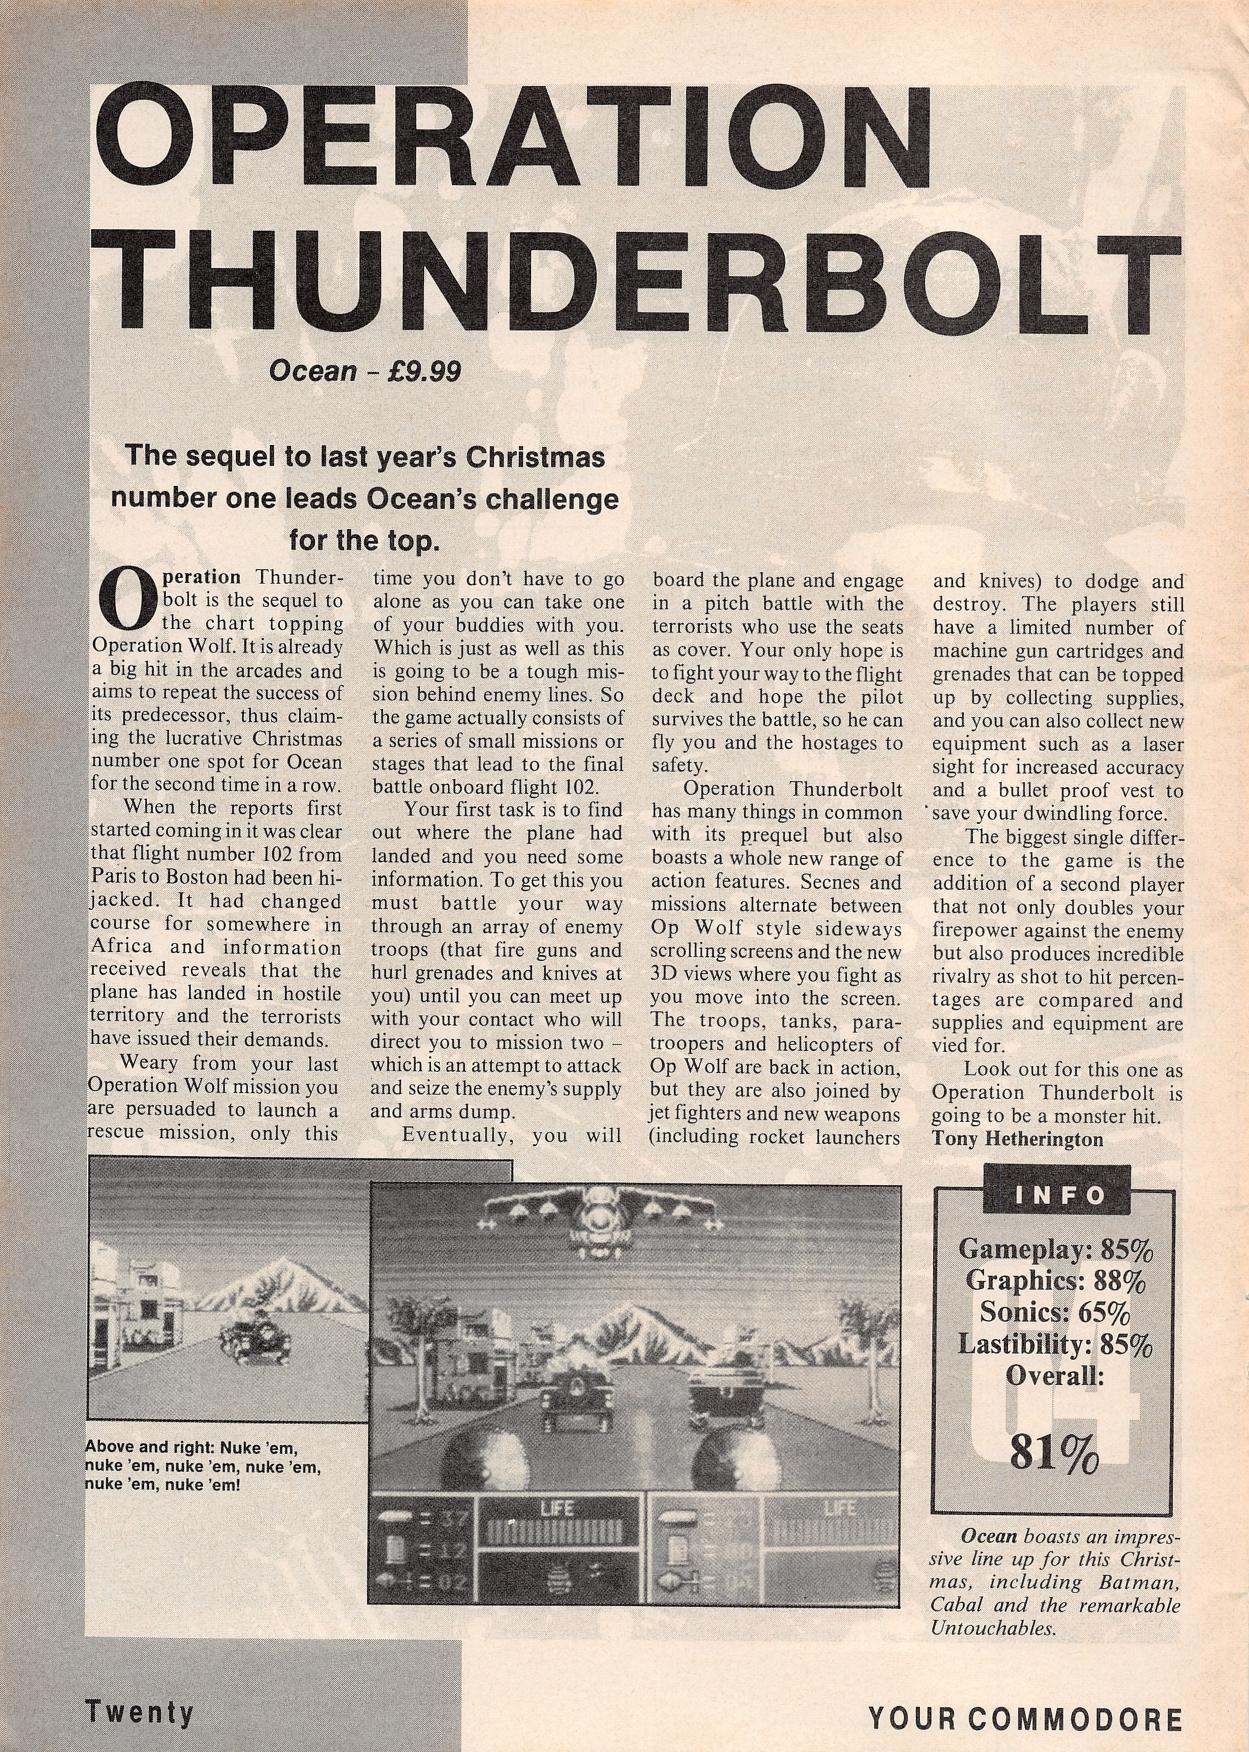 OPERATION
THUNDERBOLT
Ocean – £9.99
The sequel to last year's Christmas
number one leads Ocean's challenge
for the top.
Operation Thunder-
bolt is the sequel to
the chart topping
Operation Wolf. It is already
a big hit in the arcades and
aims to repeat the success of
its predecessor, thus claim-
ing the lucrative Christmas
number one spot for Ocean
for the second time in a row.
When the reports first
started coming in it was clear
that flight number 102 from
Paris to Boston had been hi-
jacked. It had changed
course for somewhere in
Africa and information
received reveals that the
plane has landed in hostile
territory and the terrorists
have issued their demands.
Weary from your last
Operation Wolf mission you
are persuaded to launch a
rescue mission, only this
time you don't have to go
alone as you can take one
of your buddies with you.
Which is just as well as this
is going to be a tough mis-
sion behind enemy lines. So
the game actually consists of
a series of small missions or
stages that lead to the final
battle onboard flight 102.
Your first task is to find
out where the plane had
landed and you need some
information. To get this you
must battle your way
through an array of enemy
troops (that fire guns and
hurl grenades and knives at
you) until you can meet up
with your contact who will
direct you to mission two –
which is an attempt to attack
and seize the enemy's supply
and arms dump.
Eventually, you will
board the plane and engage
in a pitch battle with the
terrorists who use the seats
as cover. Your only hope is
to fight your way to the flight
deck and hope the pilot
survives the battle, so he can
fly you and the hostages to
safety.
Operation Thunderbolt
has many things in common
with its prequel but also
boasts a whole new range of
action features. Secnes and
missions alternate between
Op Wolf style sideways
scrolling screens and the new
3D views where you fight as
you move into the screen.
The troops, tanks, para-
troopers and helicopters of
Op Wolf are back in action,
but they are also joined by
jet fighters and new weapons
(including rocket launchers
and knives) to dodge and
destroy. The players still
have a limited number of
machine gun cartridges and
grenades that can be topped
up by collecting supplies,
and you can also collect new
equipment such as a laser
sight for increased accuracy
and a bullet proof vest to
save your dwindling force.
The biggest single differ-
ence to the game is the
addition of a second player
that not only doubles your
firepower against the enemy
but also produces incredible
rivalry as shot to hit percen-
tages are compared and
supplies and equipment are
vied for.
Look out for this one as
Operation Thunderbolt is
going to be a monster hit.
Tony Hetherington
Above and right: Nuke 'em,
nuke 'em, nuke 'em, nuke 'em,
nuke 'em, nuke 'em!
LIFE
= 37
= 12
= 02
LIFE
INFO
64
Gameplay: 85%
Graphics: 88%
Sonics: 65%
Lastibility: 85%
Overall:
81%
Ocean boasts an impres-
sive line up for this Christ-
mas, including Batman,
Cabal and the remarkable
Untouchables.
Twenty
YOUR COMMODORE